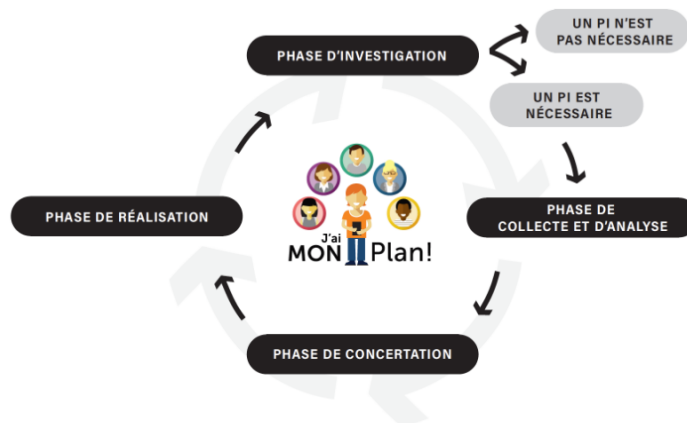 PHASE D'INVESTIGATION
UN PI N'EST
PAS NÉCESSAIRE
UN PI EST
NÉCESSAIRE
PHASE DE RÉALISATION
PHASE DE
COLLECTE ET D'ANALYSE
J'ai
MON Plan!
PHASE DE CONCERTATION